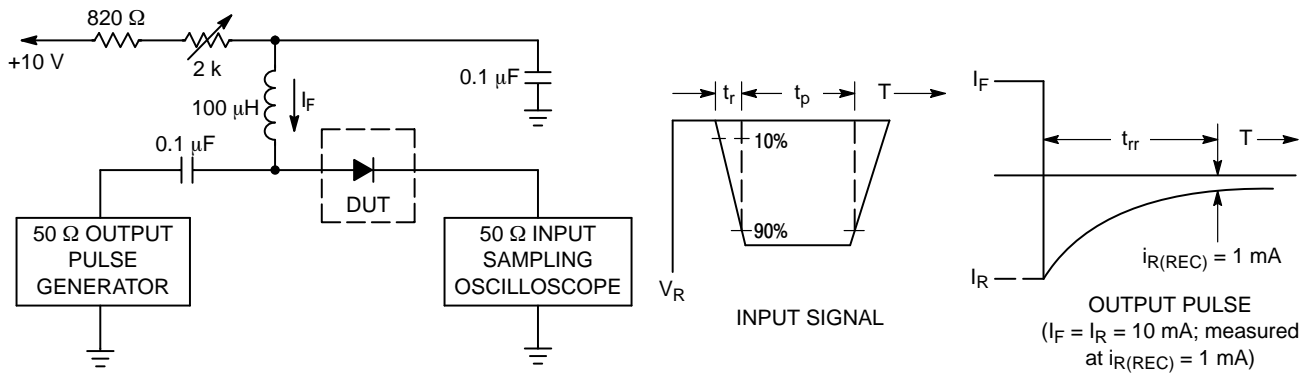 820 Ω
+10 V
2 k
100 μH
I_F
0.1 μF
0.1 μF
DUT
50 Ω OUTPUT
PULSE
GENERATOR
50 Ω INPUT
SAMPLING
OSCILLOSCOPE
t_r
t_p
T
10%
90%
V_R
INPUT SIGNAL
I_F
t_rr
T
i_R(REC) = 1 mA
I_R
OUTPUT PULSE
(I_F = I_R = 10 mA; measured
at i_R(REC) = 1 mA)